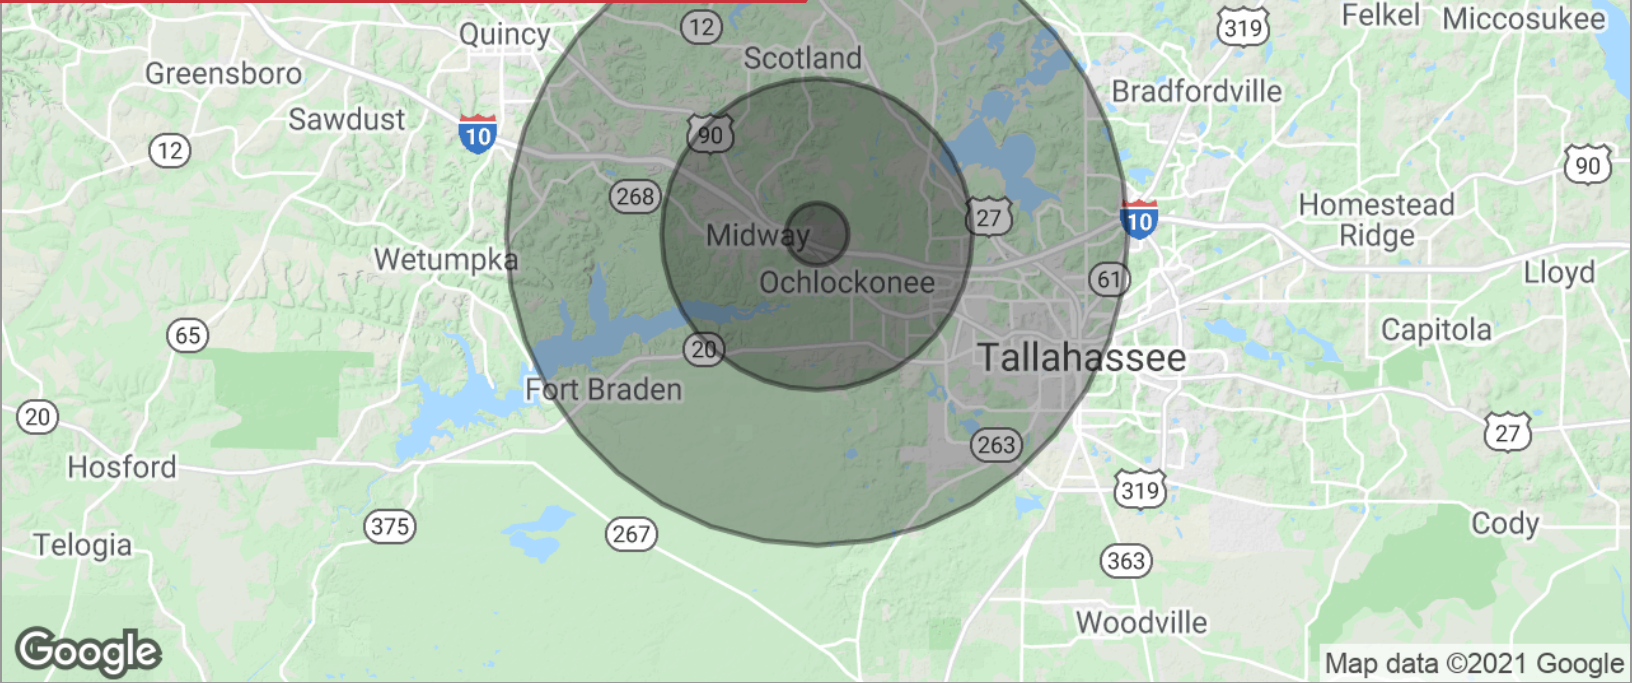 Felkel
Miccosukee
Quincy
12
319
Scotland
Greensboro
Bradfordville
Sawdust
10
90
12
90
268
Homestead
Ridge
27
10
Midway
Wetumpka
Ochlockonee
61
Lloyd
65
20
Capitola
Tallahassee
Fort Braden
20
27
263
Hosford
319
375
267
Cody
Telogia
363
Woodville
Google
Map data ©2021 Google